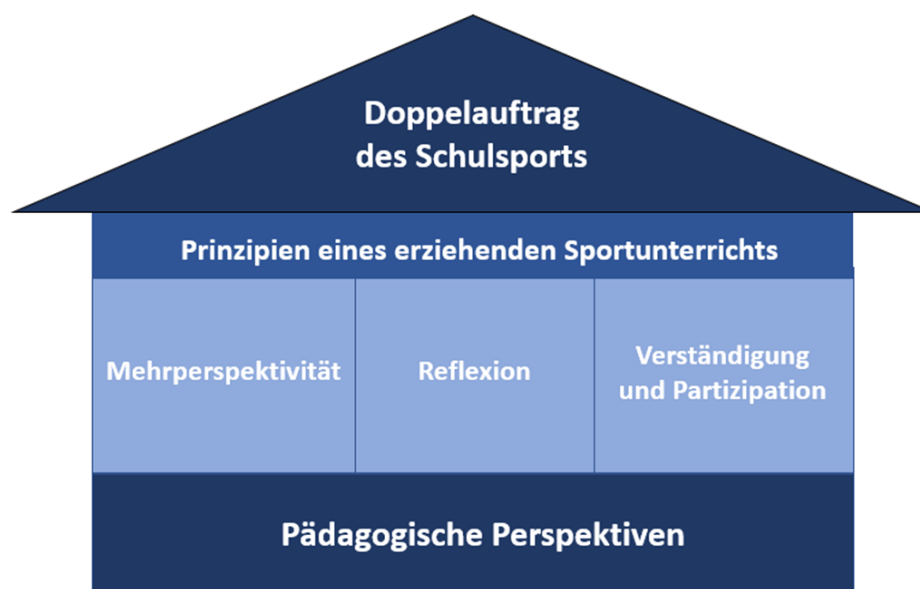 Doppelauftrag
des Schulsports
Prinzipien eines erziehenden Sportunterrichts
Mehrperspektivität
Reflexion
Verständigung
und Partizipation
Pädagogische Perspektiven